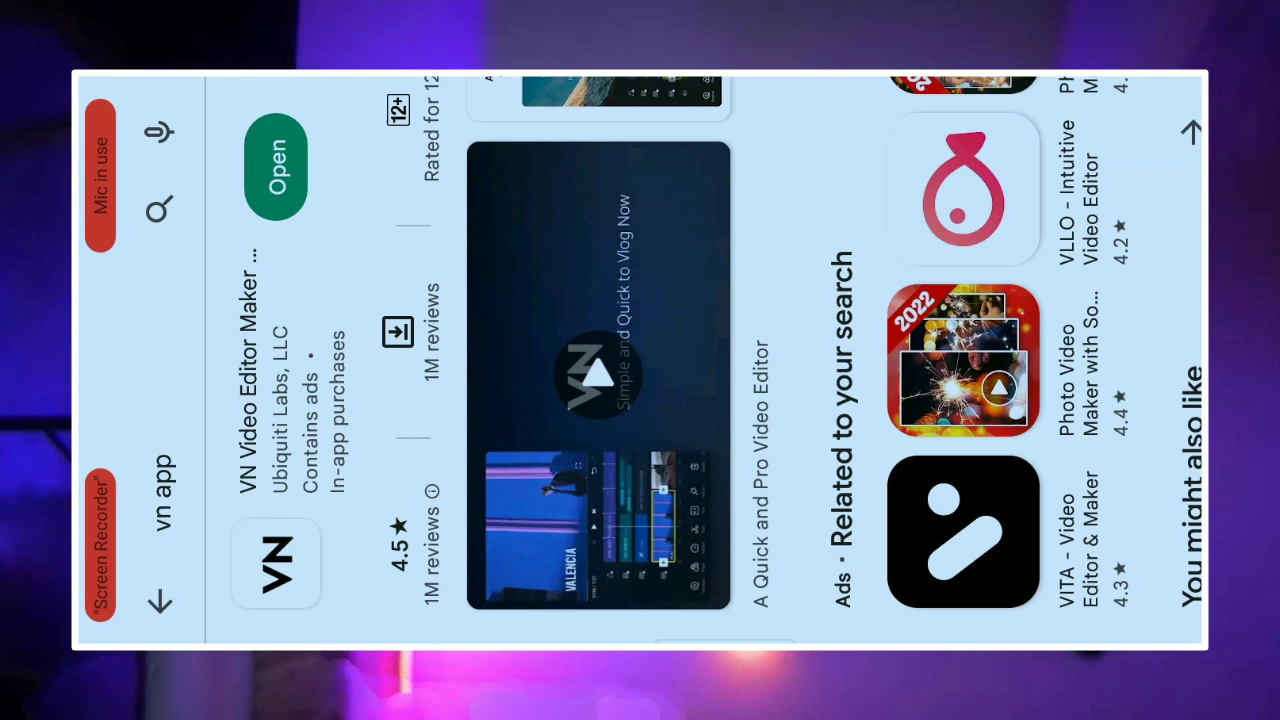 "Screen Recorder"
Mic in use
vn app
VN
VN Video Editor Maker ...
Ubiquiti Labs, LLC
Contains ads •
In-app purchases
Open
4.5★
1M reviews
1M reviews
12+
Rated for 12
VALENCIA
VN
Simple and Quick to Vlog Now
A Quick and Pro Video Editor
Ads · Related to your search
VITA - Video
Editor & Maker
4.3★
2022
Photo Video
Maker with So...
4.4★
VLLO - Intuitive
Video Editor
4.2★
4.
You might also like